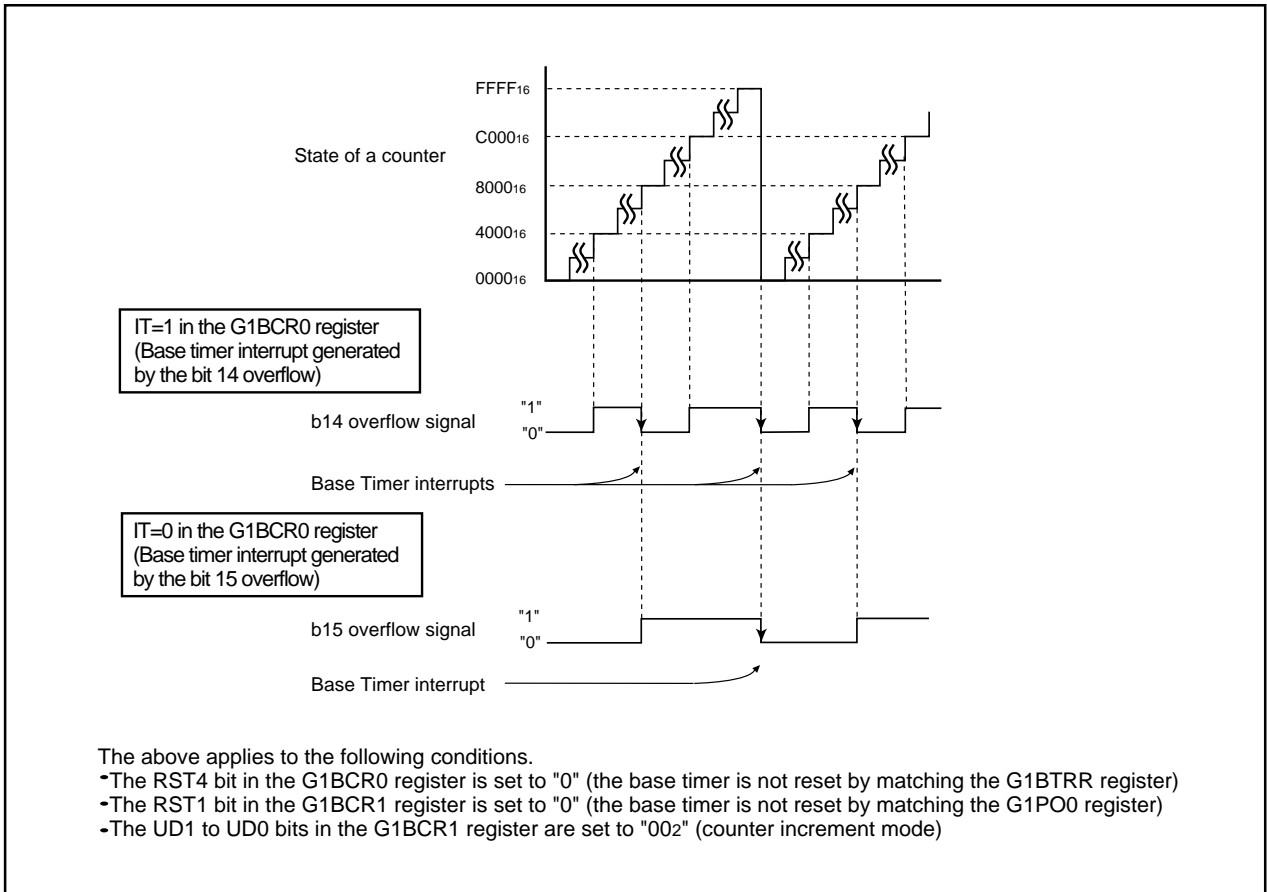 FFFF16
C00016
State of a counter
800016
400016
000016
IT=1 in the G1BCR0 register
(Base timer interrupt generated
by the bit 14 overflow)
b14 overflow signal
"1"
"0"
Base Timer interrupts
IT=0 in the G1BCR0 register
(Base timer interrupt generated
by the bit 15 overflow)
b15 overflow signal
"1"
"0"
Base Timer interrupt
The above applies to the following conditions.
•The RST4 bit in the G1BCR0 register is set to "0" (the base timer is not reset by matching the G1BTRR register)
•The RST1 bit in the G1BCR1 register is set to "0" (the base timer is not reset by matching the G1PO0 register)
•The UD1 to UD0 bits in the G1BCR1 register are set to "002" (counter increment mode)